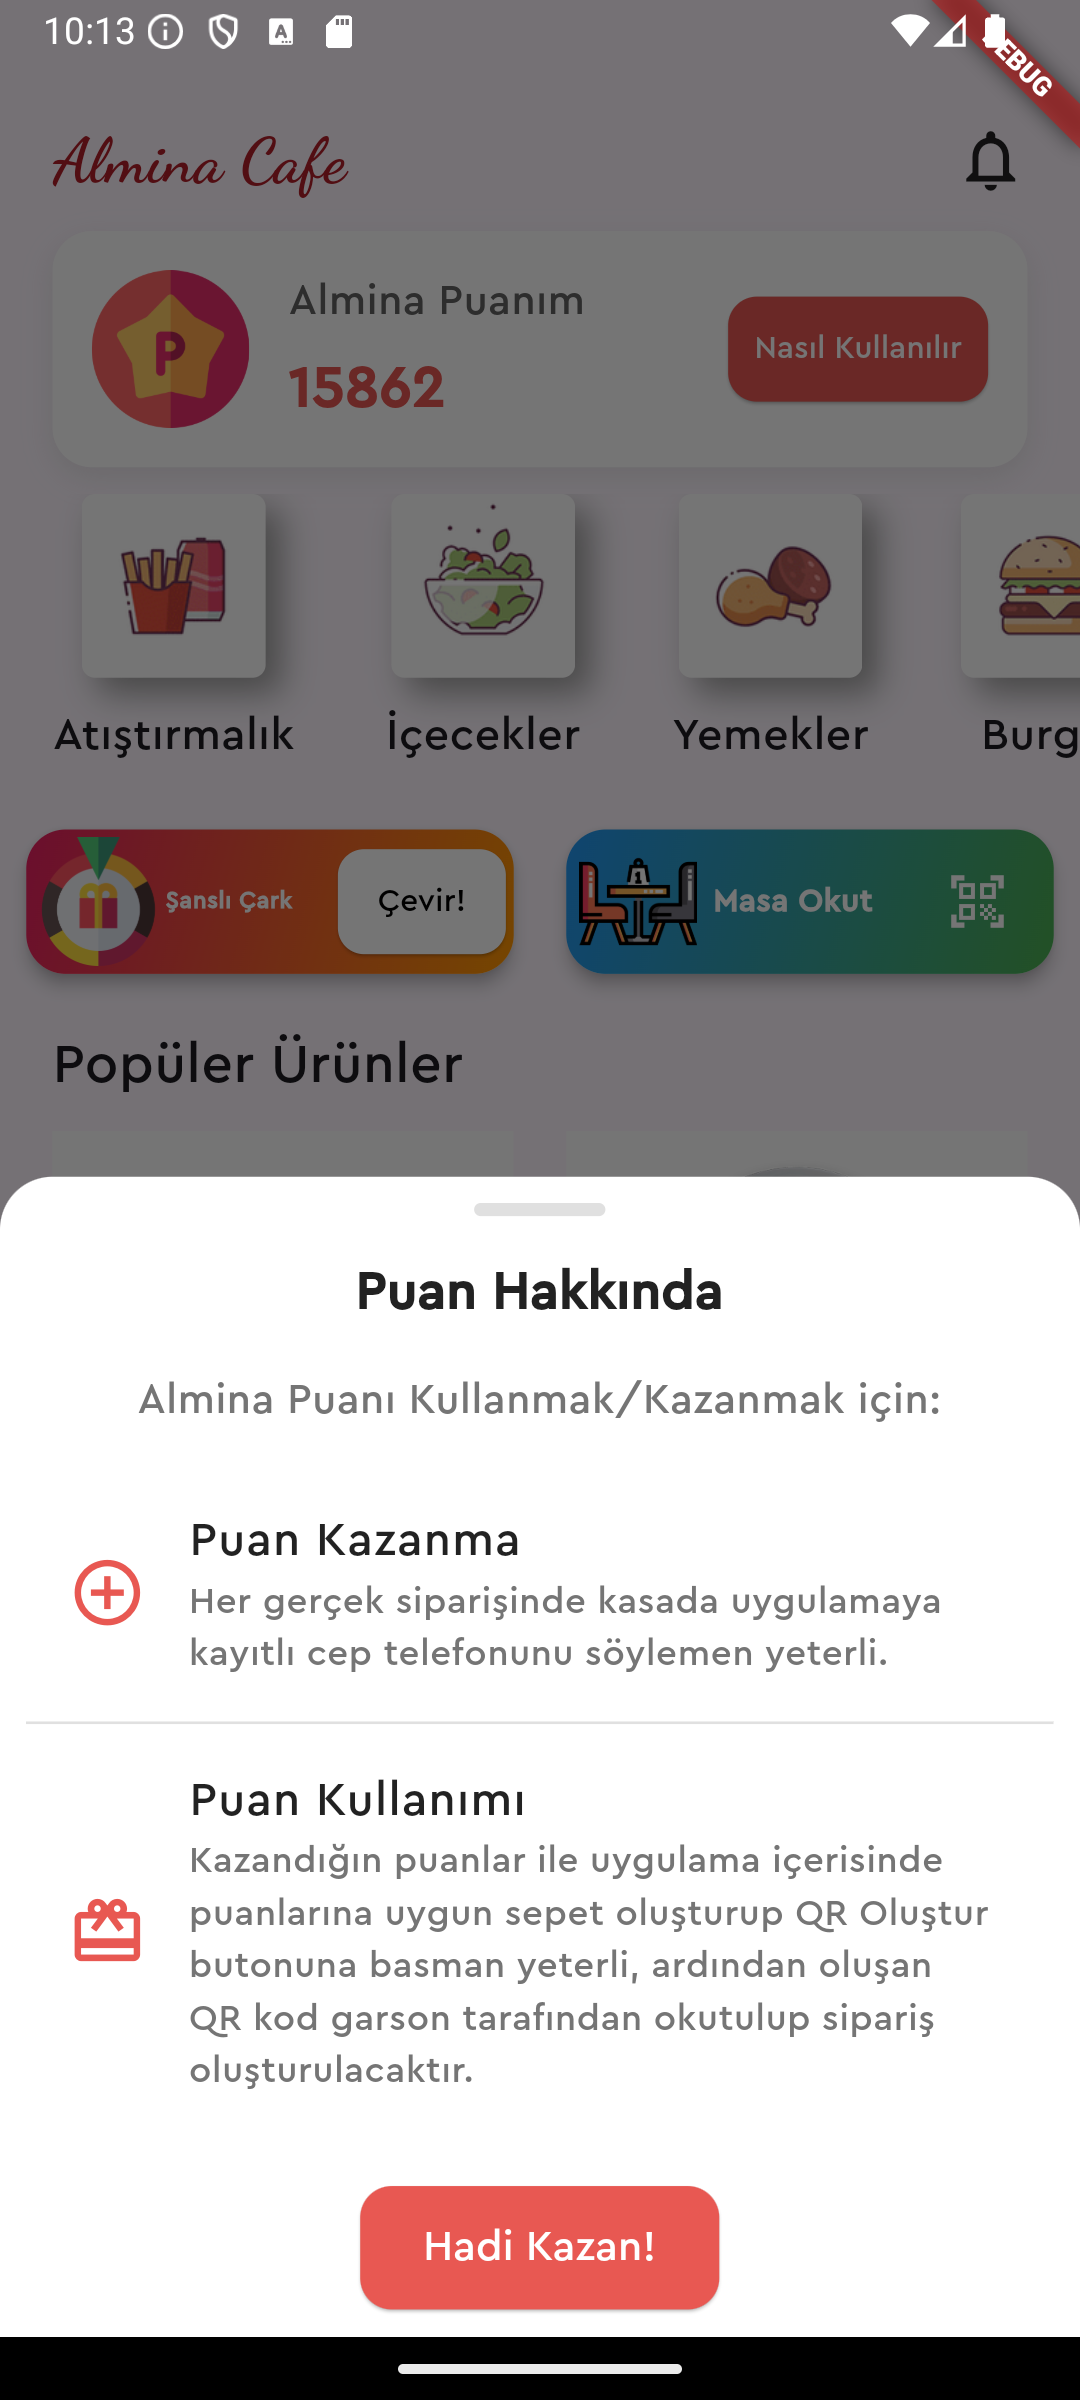 10:13
DEBUG
Almina Cafe
Almina Puanım
P
15862
Nasıl Kullanılır
Atıştırmalık
İçecekler
Yemekler
Burg
Şanslı Çark
Çevir!
1
Masa Okut
Popüler Ürünler
Puan Hakkında
Almina Puanı Kullanmak/Kazanmak için:
Puan Kazanma
Her gerçek siparişinde kasada uygulamaya
kayıtlı cep telefonunu söylemen yeterli.
Puan Kullanımı
Kazandığın puanlar ile uygulama içerisinde
puanlarına uygun sepet oluşturup QR Oluştur
butonuna basman yeterli, ardından oluşan
QR kod garson tarafından okutulup sipariş
oluşturulacaktır.
Hadi Kazan!